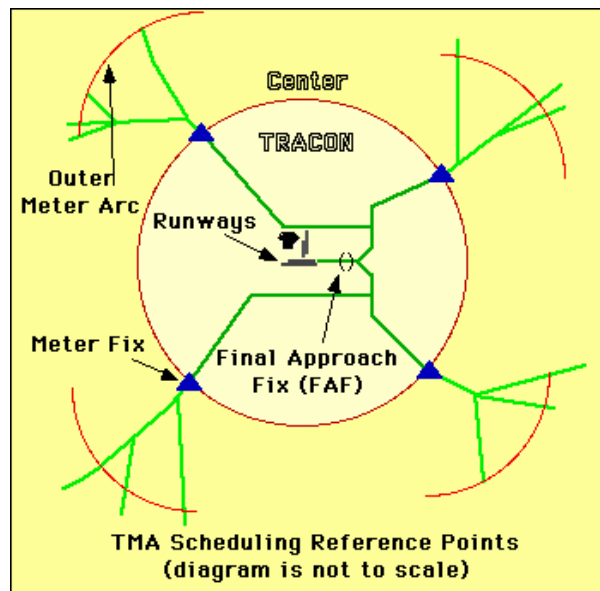 Center
TRACON
Outer
Meter Arc
Runways
Meter Fix
Final Approach
Fix (FAF)
TMA Scheduling Reference Points
(diagram is not to scale)